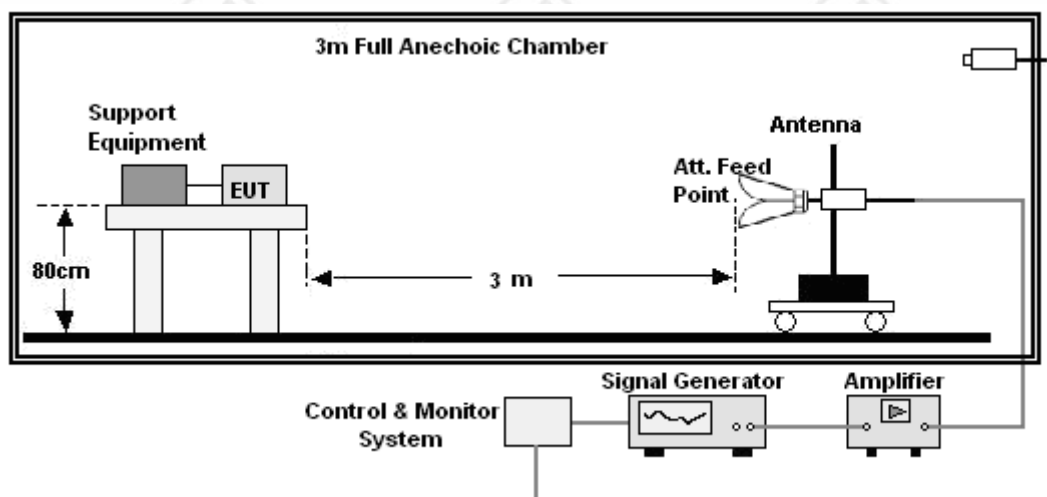 3m Full Anechoic Chamber
Support
Equipment
Antenna
Att. Feed
Point
EUT
80cm
3 m
Signal Generator
Amplifier
Control & Monitor
System